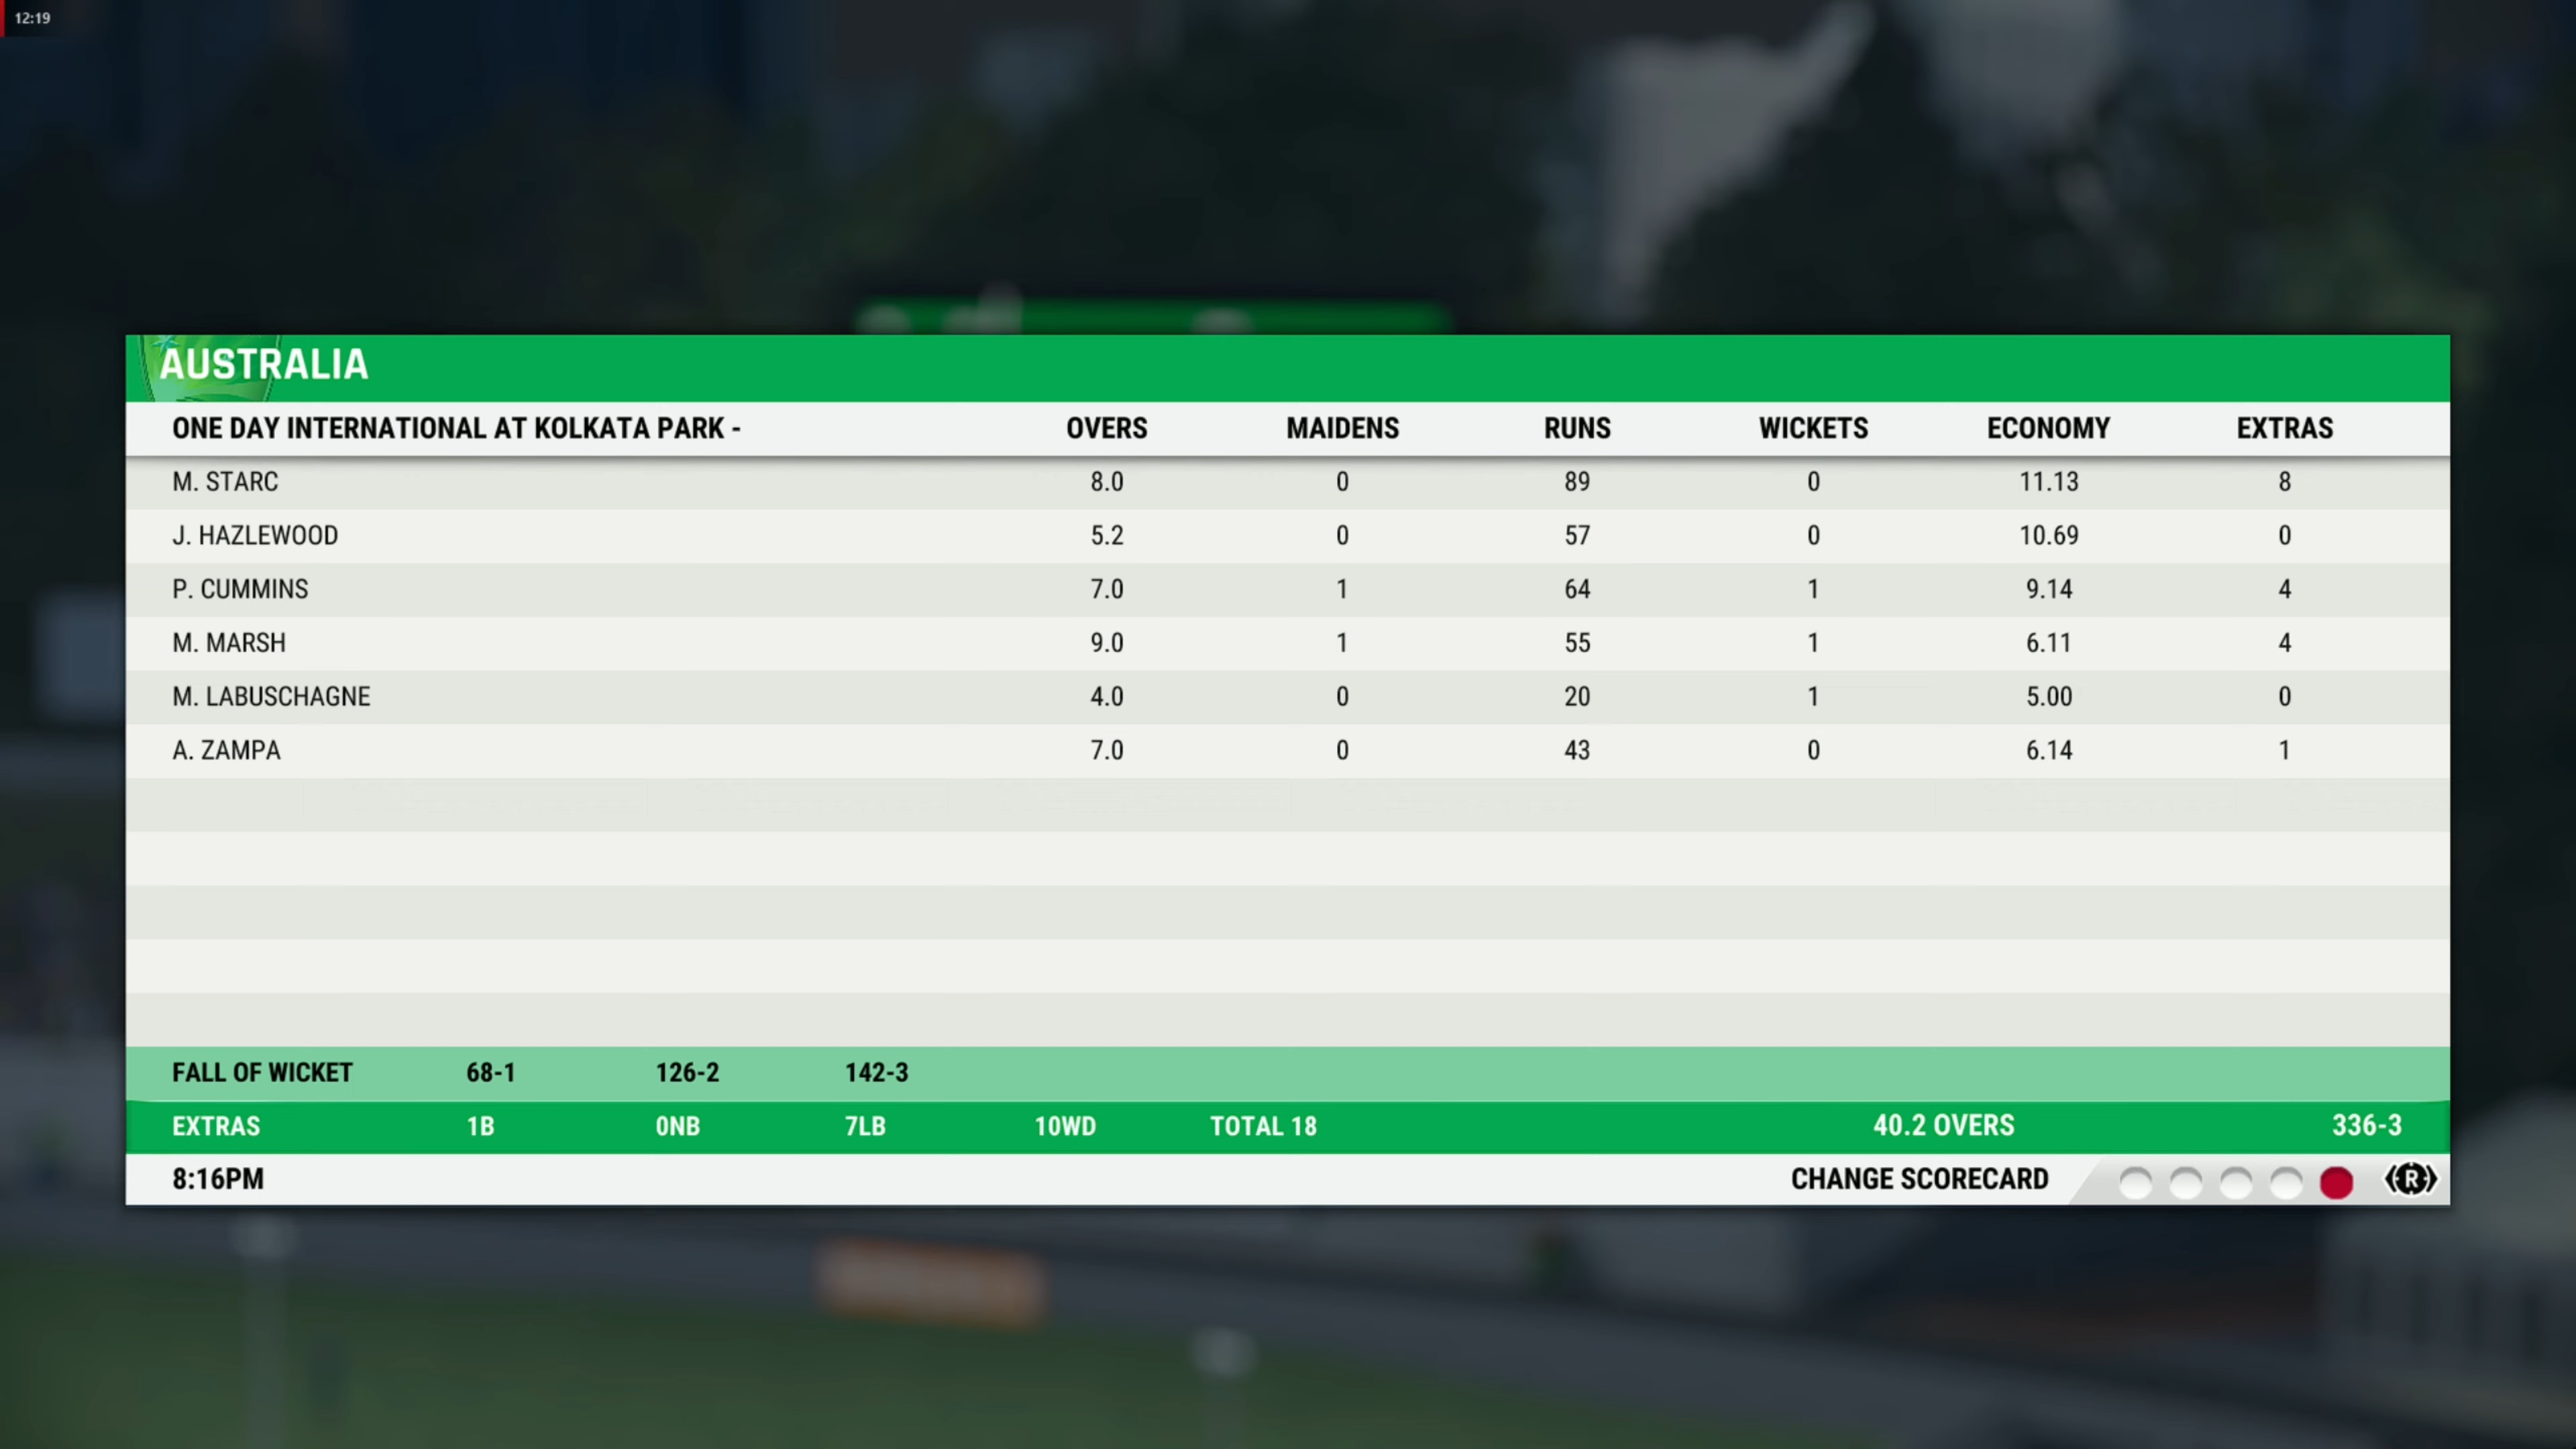 12:19
AUSTRALIA
ONE DAY INTERNATIONAL AT KOLKATA PARK - OVERS MAIDENS RUNS WICKETS ECONOMY EXTRAS
M. STARC 8.0 0 89 0 11.13 8
J. HAZLEWOOD 5.2 0 57 0 10.69 0
P. CUMMINS 7.0 1 64 1 9.14 4
M. MARSH 9.0 1 55 1 6.11 4
M. LABUSCHAGNE 4.0 0 20 1 5.00 0
A. ZAMPA 7.0 0 43 0 6.14 1
FALL OF WICKET 68-1 126-2 142-3
EXTRAS 1B 0NB 7LB 10WD TOTAL 18 40.2 OVERS 336-3
8:16PM CHANGE SCORECARD R